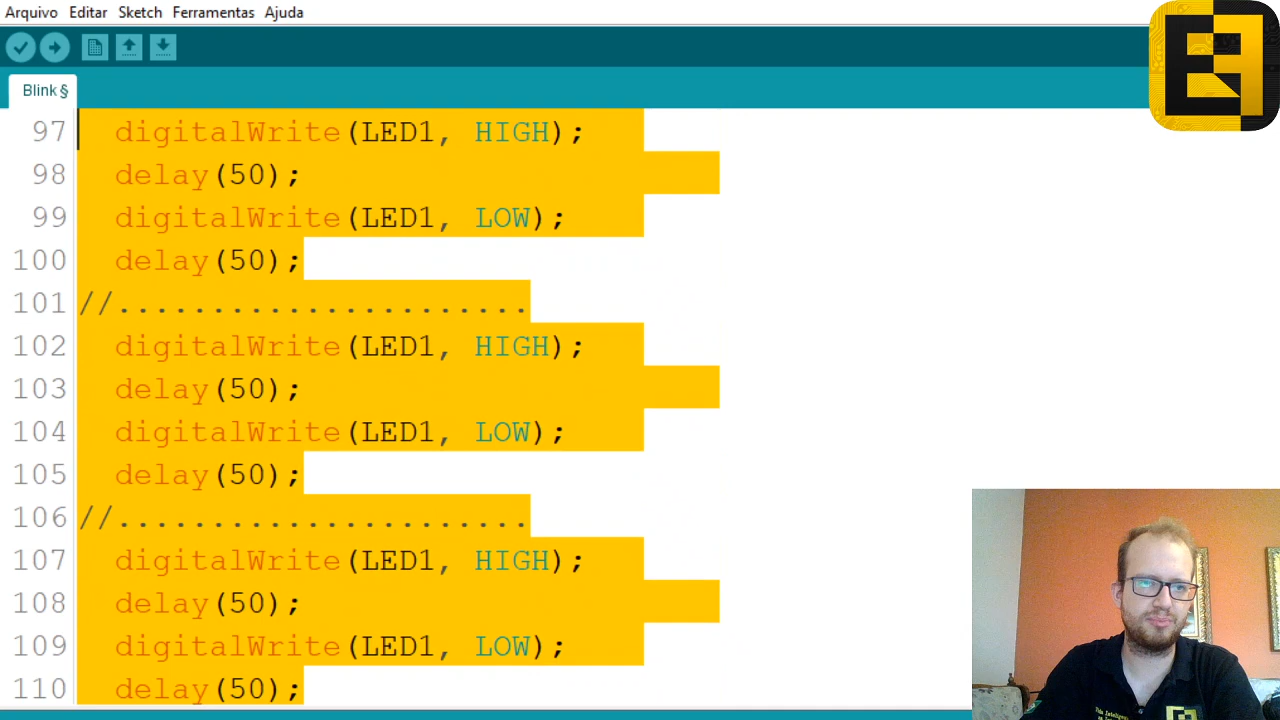 Arquivo Editar Sketch Ferramentas Ajuda
Blink §
97 digitalWrite(LED1, HIGH);
98 delay(50);
99 digitalWrite(LED1, LOW);
100 delay(50);
101 //......................
102 digitalWrite(LED1, HIGH);
103 delay(50);
104 digitalWrite(LED1, LOW);
105 delay(50);
106 //......................
107 digitalWrite(LED1, HIGH);
108 delay(50);
109 digitalWrite(LED1, LOW);
110 delay(50);